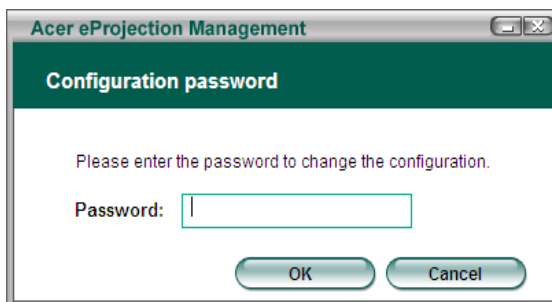 Acer eProjection Management
Configuration password
Please enter the password to change the configuration.
Password:
OK Cancel